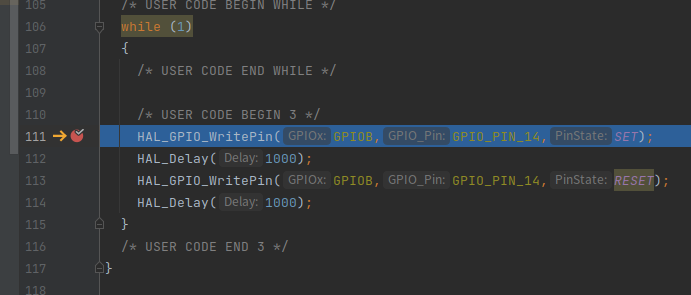 105 /* USER CODE BEGIN WHILE */
106 while (1)
107 {
108 /* USER CODE END WHILE */
109
110 /* USER CODE BEGIN 3 */
111 HAL_GPIO_WritePin( GPIOx: GPIOB, GPIO_Pin: GPIO_PIN_14, PinState: SET);
112 HAL_Delay( Delay: 1000);
113 HAL_GPIO_WritePin( GPIOx: GPIOB, GPIO_Pin: GPIO_PIN_14, PinState: RESET);
114 HAL_Delay( Delay: 1000);
115 }
116 /* USER CODE END 3 */
117 }
118